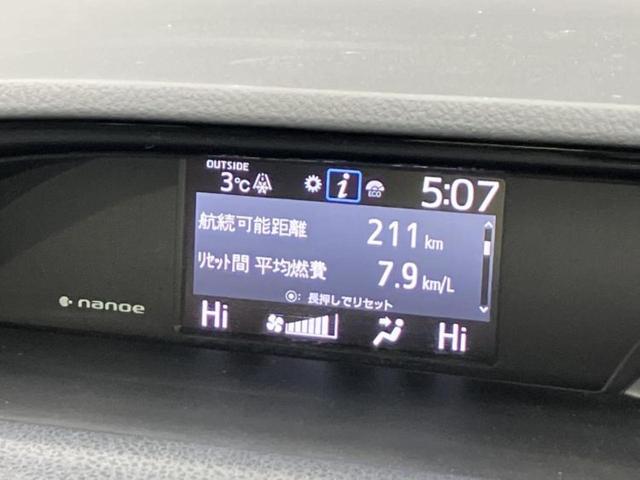 OUTSIDE
3℃ i ECO 5:07
航続可能距離 211 km
リセット間 平均燃費 7.9 km/L
◉: 長押しでリセット
nanoe
Hi Hi